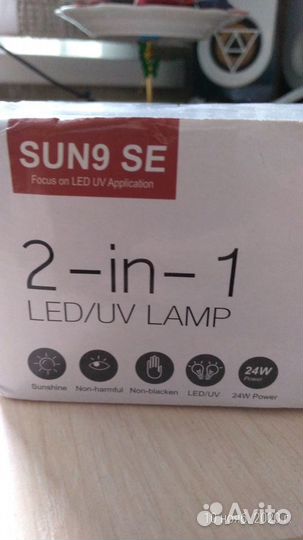 SUN9 SE
Focus on LED UV Application
2-in-1
LED/UV LAMP
24W
Power
Sunshine
Non-harmful
Non-blacken
LED/UV
24W Power
Avito